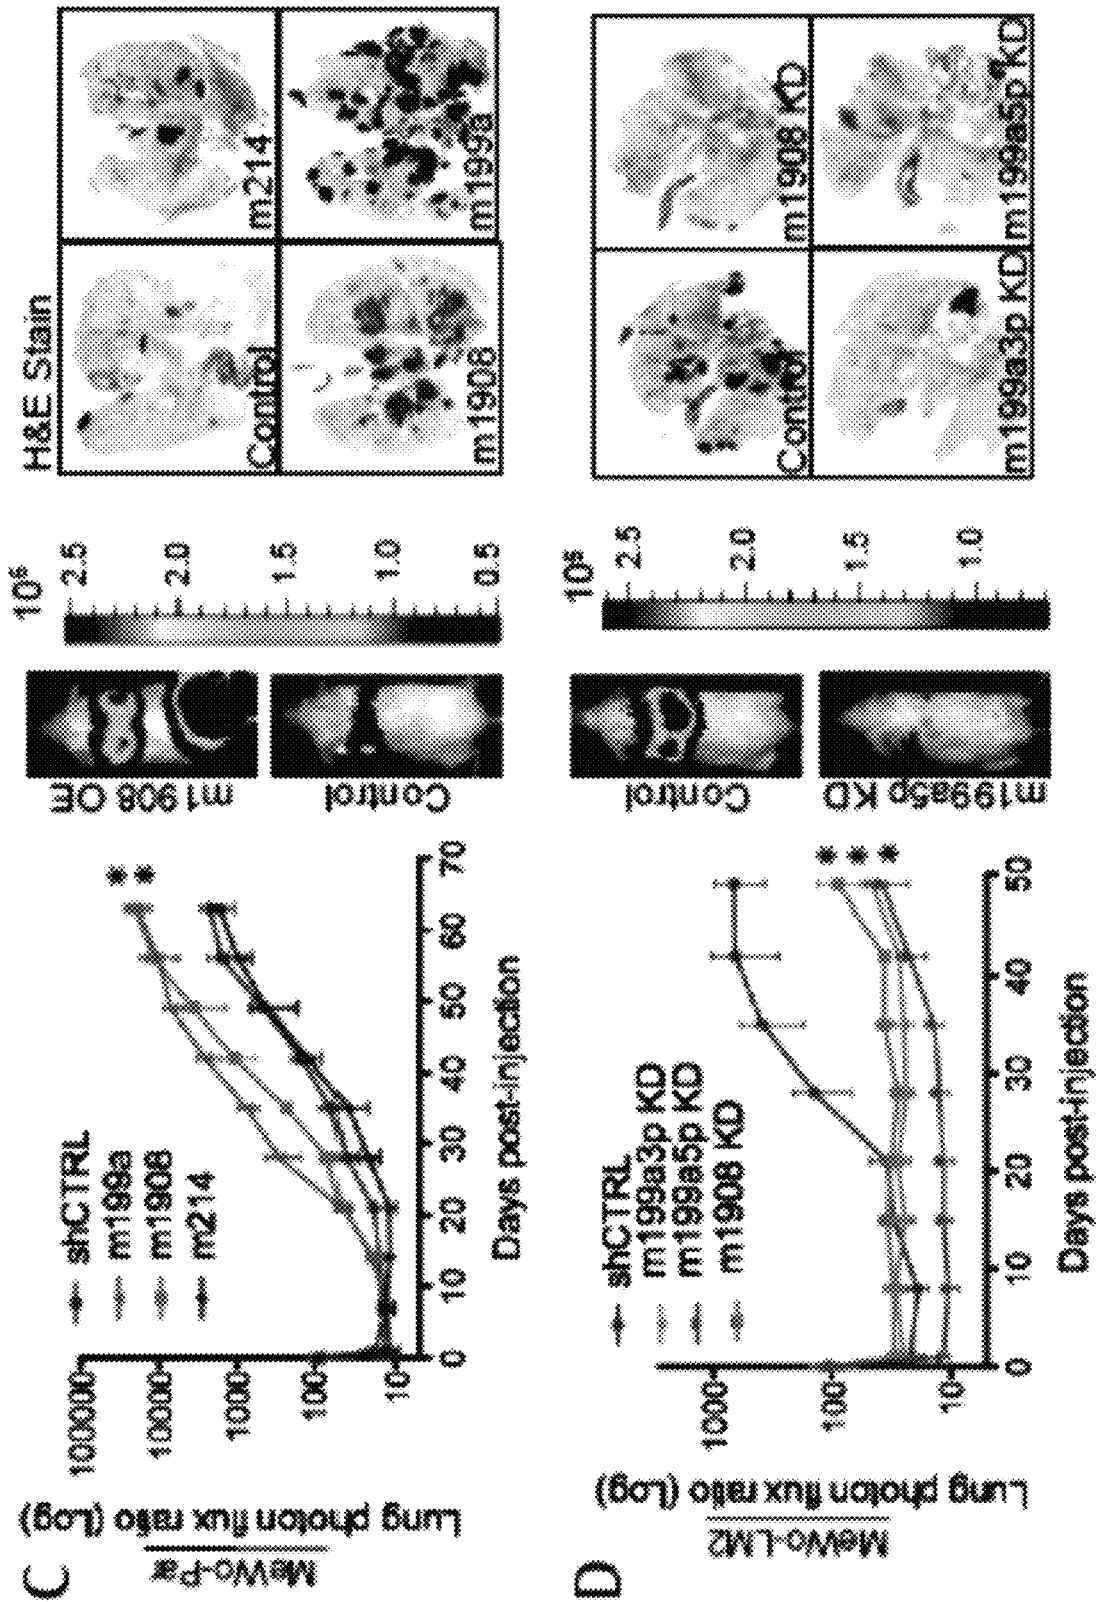 C
MeWo-Par
Lung photon flux ratio (Log)
100000
10000
1000
100
10
shCTRL
m199a
m1908
m214
0
10
20
30
40
50
60
70
Days post-injection
* *
m1908 OE
Control
10⁵
2.5
2.0
1.5
1.0
0.5
H&E Stain
Control
m214
m1908
m199a
D
MeWo-LM2
Lung photon flux ratio (Log)
1000
100
10
shCTRL
m199a3p KD
m199a5p KD
m1908 KD
0
10
20
30
40
50
Days post-injection
* * *
Control
m199a5p KD
10⁵
2.5
2.0
1.5
1.0
Control
m1908 KD
m199a3p KD
m199a5p KD